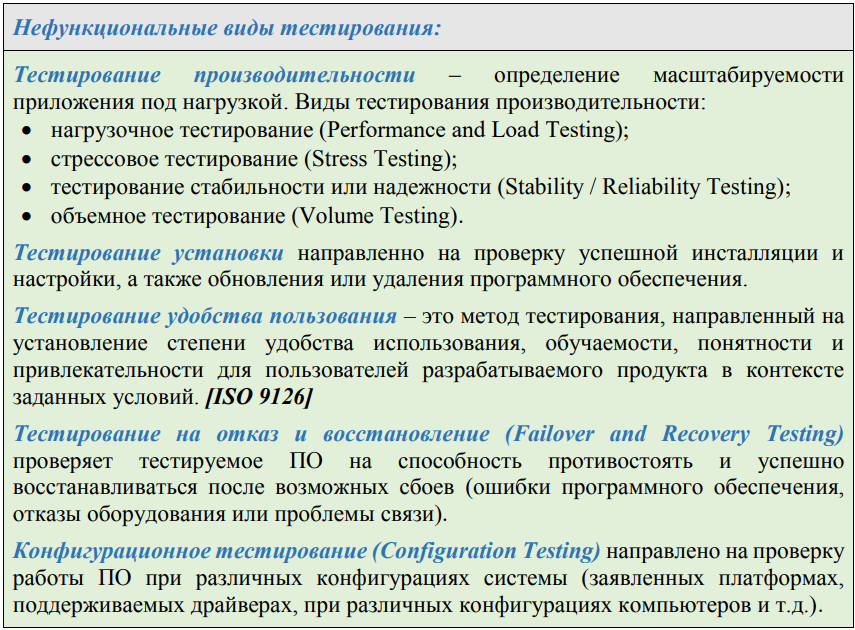 Нефункциональные виды тестирования:
Тестирование производительности – определение масштабируемости
приложения под нагрузкой. Виды тестирования производительности:
• нагрузочное тестирование (Performance and Load Testing);
• стрессовое тестирование (Stress Testing);
• тестирование стабильности или надежности (Stability / Reliability Testing);
• объемное тестирование (Volume Testing).
Тестирование установки направленно на проверку успешной инсталляции и
настройки, а также обновления или удаления программного обеспечения.
Тестирование удобства пользования – это метод тестирования, направленный на
установление степени удобства использования, обучаемости, понятности и
привлекательности для пользователей разрабатываемого продукта в контексте
заданных условий. [ISO 9126]
Тестирование на отказ и восстановление (Failover and Recovery Testing)
проверяет тестируемое ПО на способность противостоять и успешно
восстанавливаться после возможных сбоев (ошибки программного обеспечения,
отказы оборудования или проблемы связи).
Конфигурационное тестирование (Configuration Testing) направлено на проверку
работы ПО при различных конфигурациях системы (заявленных платформах,
поддерживаемых драйверах, при различных конфигурациях компьютеров и т.д.).